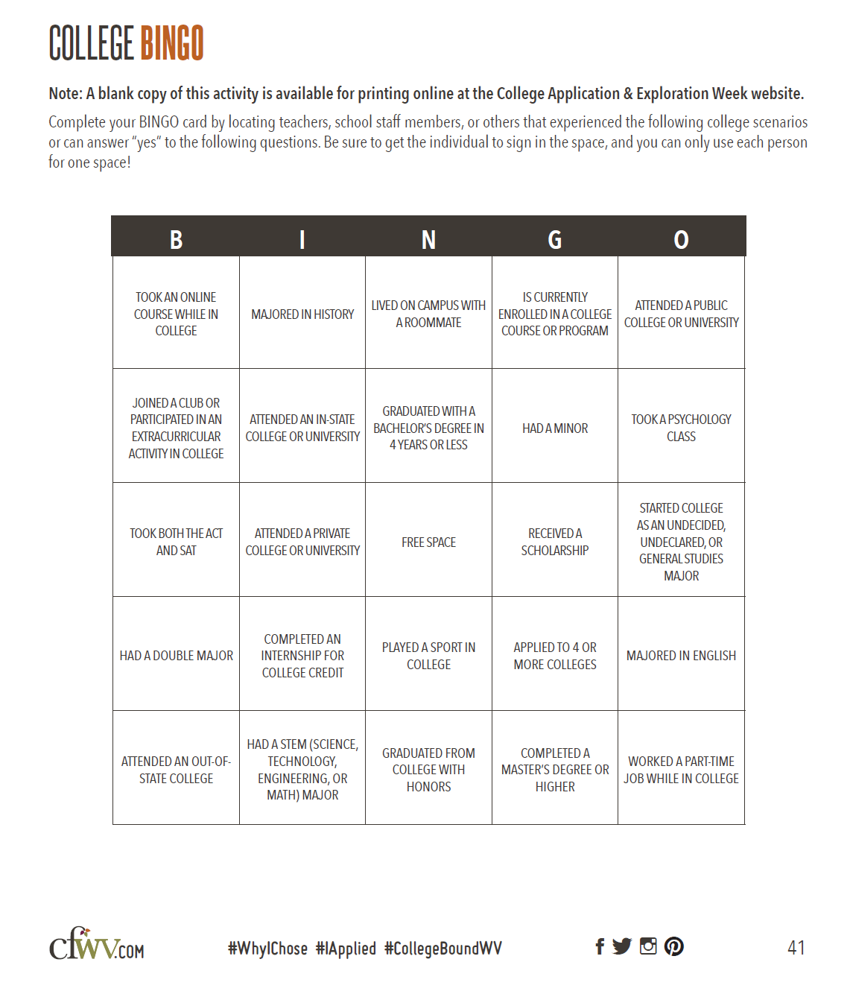 COLLEGE BINGO
Note: A blank copy of this activity is available for printing online at the College Application & Exploration Week website.
Complete your BINGO card by locating teachers, school staff members, or others that experienced the following college scenarios
or can answer “yes” to the following questions. Be sure to get the individual to sign in the space, and you can only use each person
for one space!
B I N G O
TOOK AN ONLINE
COURSE WHILE IN
COLLEGE
MAJORED IN HISTORY
LIVED ON CAMPUS WITH
A ROOMMATE
IS CURRENTLY
ENROLLED IN A COLLEGE
COURSE OR PROGRAM
ATTENDED A PUBLIC
COLLEGE OR UNIVERSITY
JOINED A CLUB OR
PARTICIPATED IN AN
EXTRACURRICULAR
ACTIVITY IN COLLEGE
ATTENDED AN IN-STATE
COLLEGE OR UNIVERSITY
GRADUATED WITH A
BACHELOR’S DEGREE IN
4 YEARS OR LESS
HAD A MINOR
TOOK A PSYCHOLOGY
CLASS
TOOK BOTH THE ACT
AND SAT
ATTENDED A PRIVATE
COLLEGE OR UNIVERSITY
FREE SPACE
RECEIVED A
SCHOLARSHIP
STARTED COLLEGE
AS AN UNDECIDED,
UNDECLARED, OR
GENERAL STUDIES
MAJOR
HAD A DOUBLE MAJOR
COMPLETED AN
INTERNSHIP FOR
COLLEGE CREDIT
PLAYED A SPORT IN
COLLEGE
APPLIED TO 4 OR
MORE COLLEGES
MAJORED IN ENGLISH
ATTENDED AN OUT-OF-
STATE COLLEGE
HAD A STEM (SCIENCE,
TECHNOLOGY,
ENGINEERING, OR
MATH) MAJOR
GRADUATED FROM
COLLEGE WITH
HONORS
COMPLETED A
MASTER’S DEGREE OR
HIGHER
WORKED A PART-TIME
JOB WHILE IN COLLEGE
cfwv.COM
#WhyIChose #IApplied #CollegeBoundWV
41